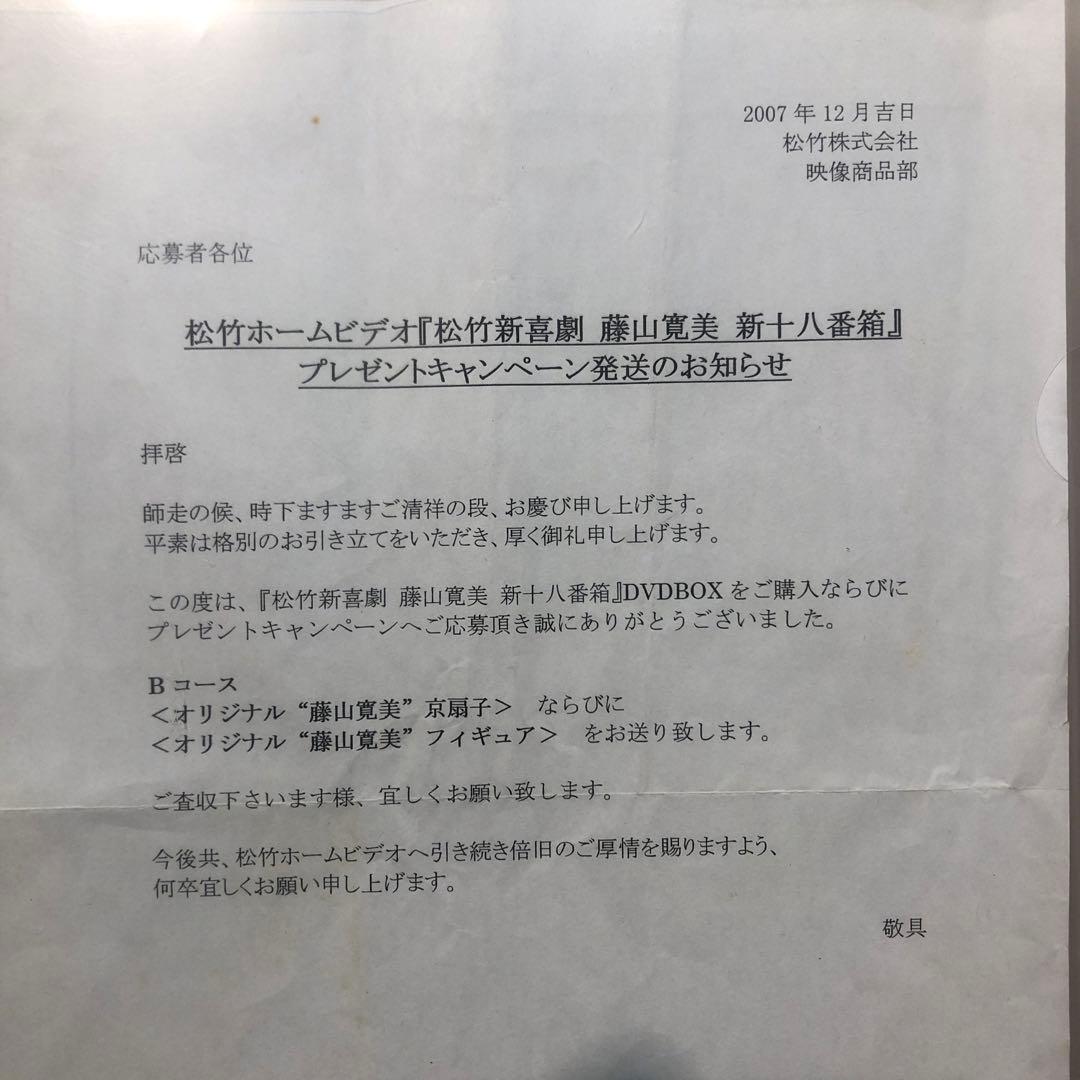 2007 年 12 月吉日
松竹株式会社
映像商品部
応募者各位
松竹ホームビデオ『松竹新喜劇 藤山寛美 新十八番箱』
プレゼントキャンペーン発送のお知らせ
拝啓
師走の候、時下ますますご清祥の段、お慶び申し上げます。
平素は格別のお引き立てをいただき、厚く御礼申し上げます。
この度は、『松竹新喜劇 藤山寛美 新十八番箱』DVDBOX をご購入ならびに
プレゼントキャンペーンへご応募頂き誠にありがとうございました。
B コース
＜オリジナル “藤山寛美” 京扇子＞　ならびに
＜オリジナル “藤山寛美” フィギュア＞　をお送り致します。
ご査収下さいます様、宜しくお願い致します。
今後共、松竹ホームビデオへ引き続き倍旧のご厚情を賜りますよう、
何卒宜しくお願い申し上げます。
敬具